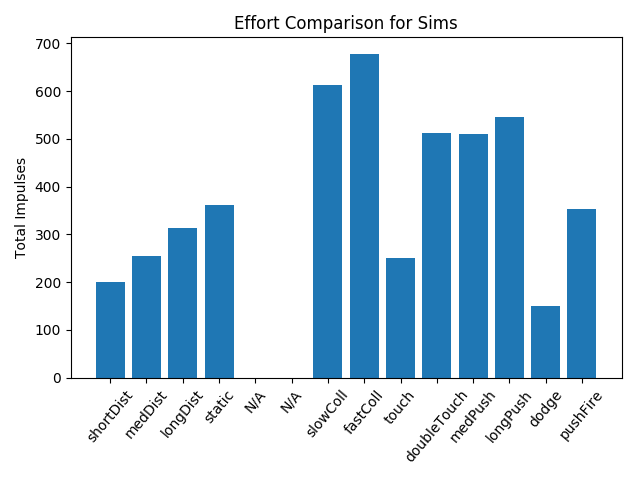 Effort Comparison for Sims
Total Impulses
700
600
500
400
300
200
100
0
shortDist
medDist
longDist
static
N/A
N/A
slowColl
fastColl
touch
doubleTouch
medPush
longPush
dodge
pushFire